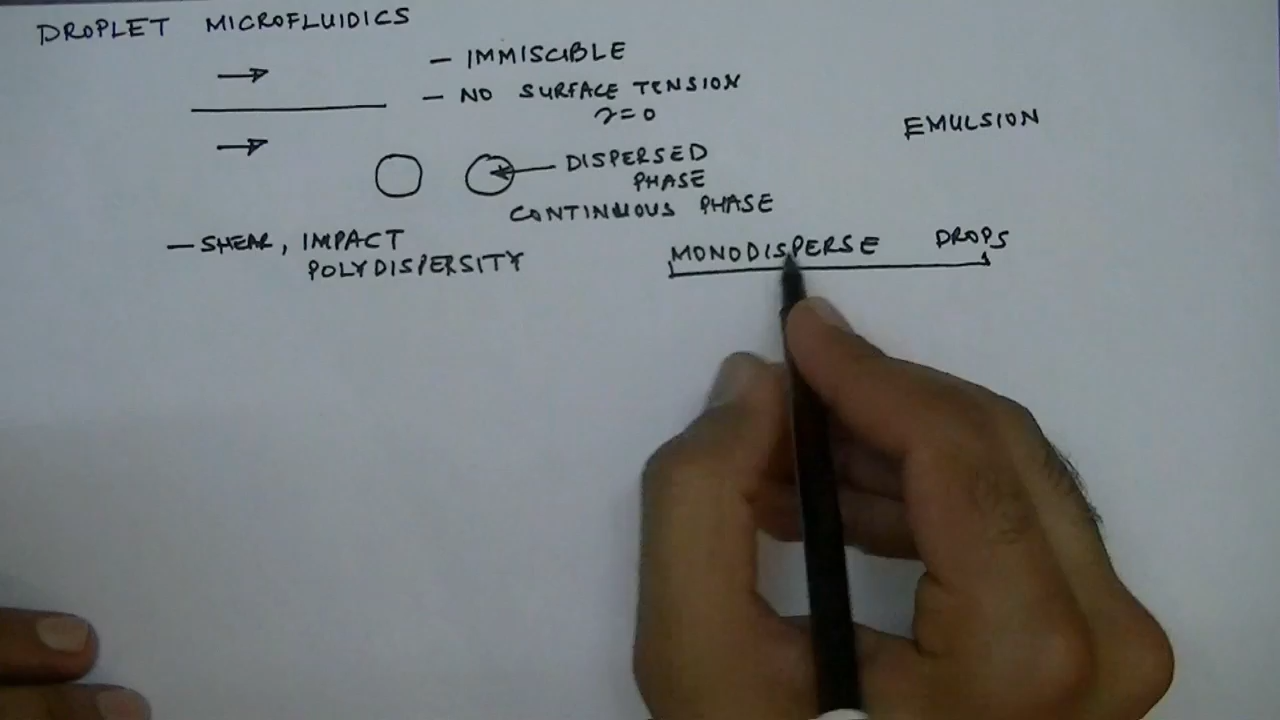 DROPLET MICROFLUIDICS
- IMMISCIBLE
- NO SURFACE TENSION
γ=0
EMULSION
DISPERSED
PHASE
CONTINUOUS PHASE
- SHEAR, IMPACT
POLYDISPERSITY
MONODISPERSE DROPS